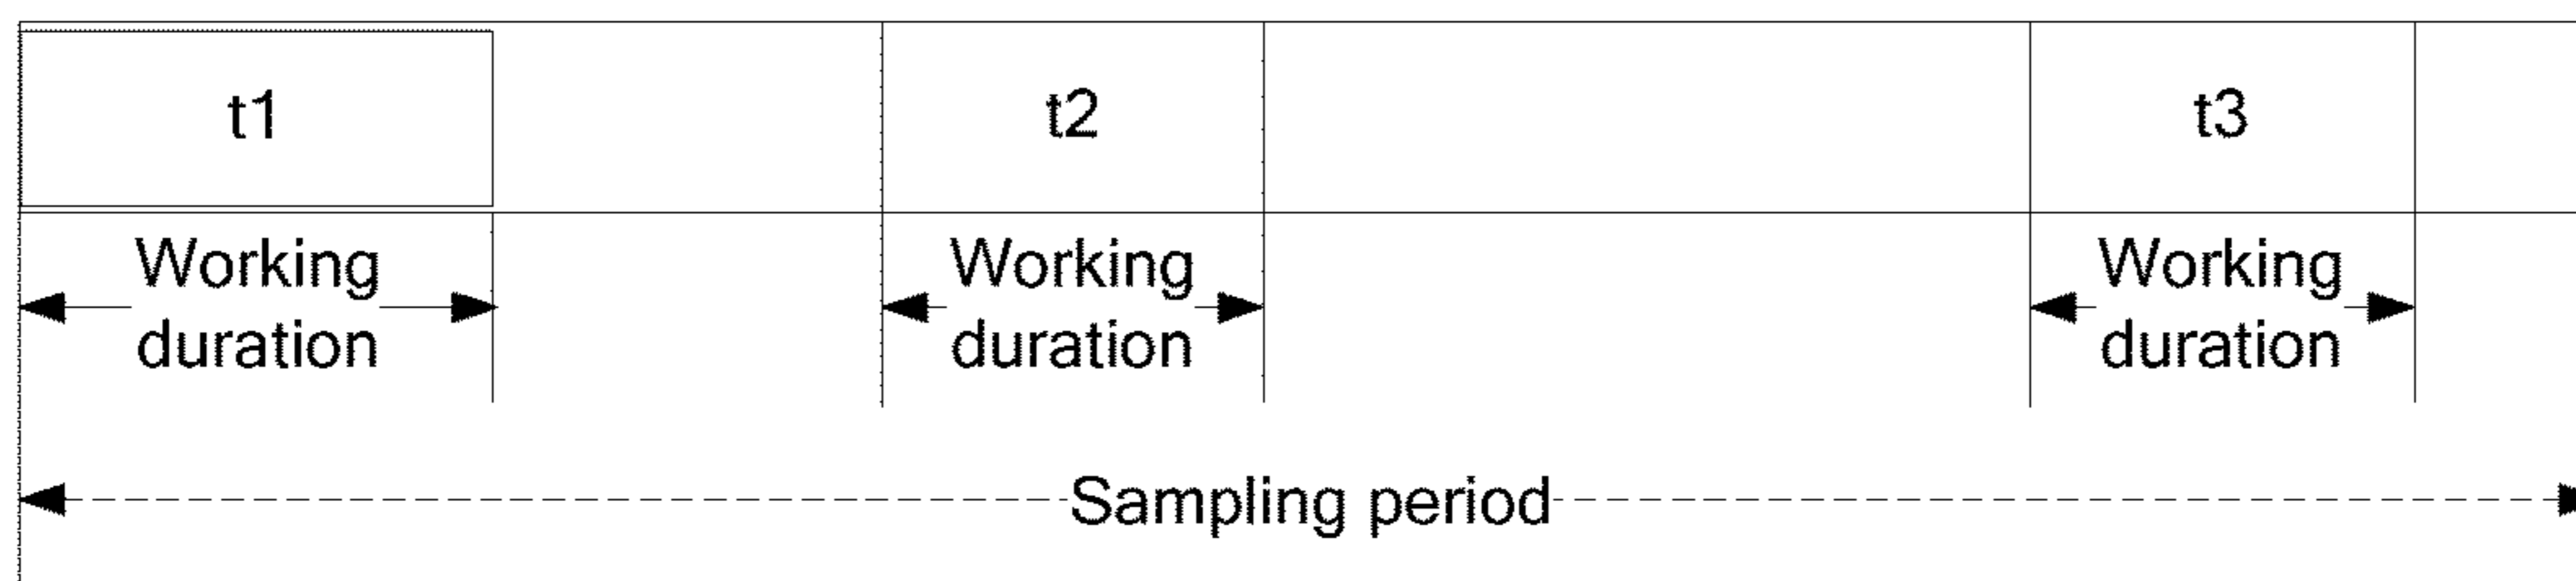 t1
t2
t3
Working
duration
Working
duration
Working
duration
Sampling period